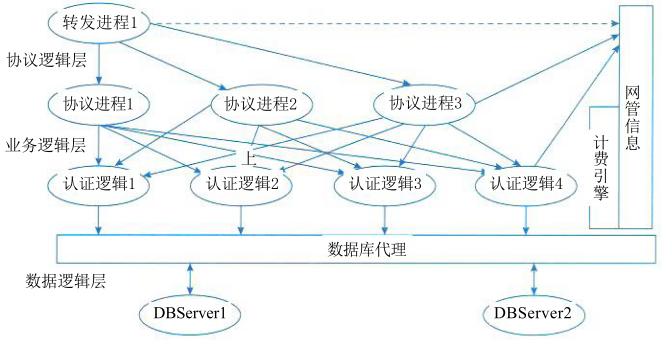 转发进程1
协议逻辑层
协议进程1
协议进程2
协议进程3
业务逻辑层
上
认证逻辑1
认证逻辑2
认证逻辑3
认证逻辑4
计费引擎
网管信息
数据库代理
数据逻辑层
DBServer1
DBServer2